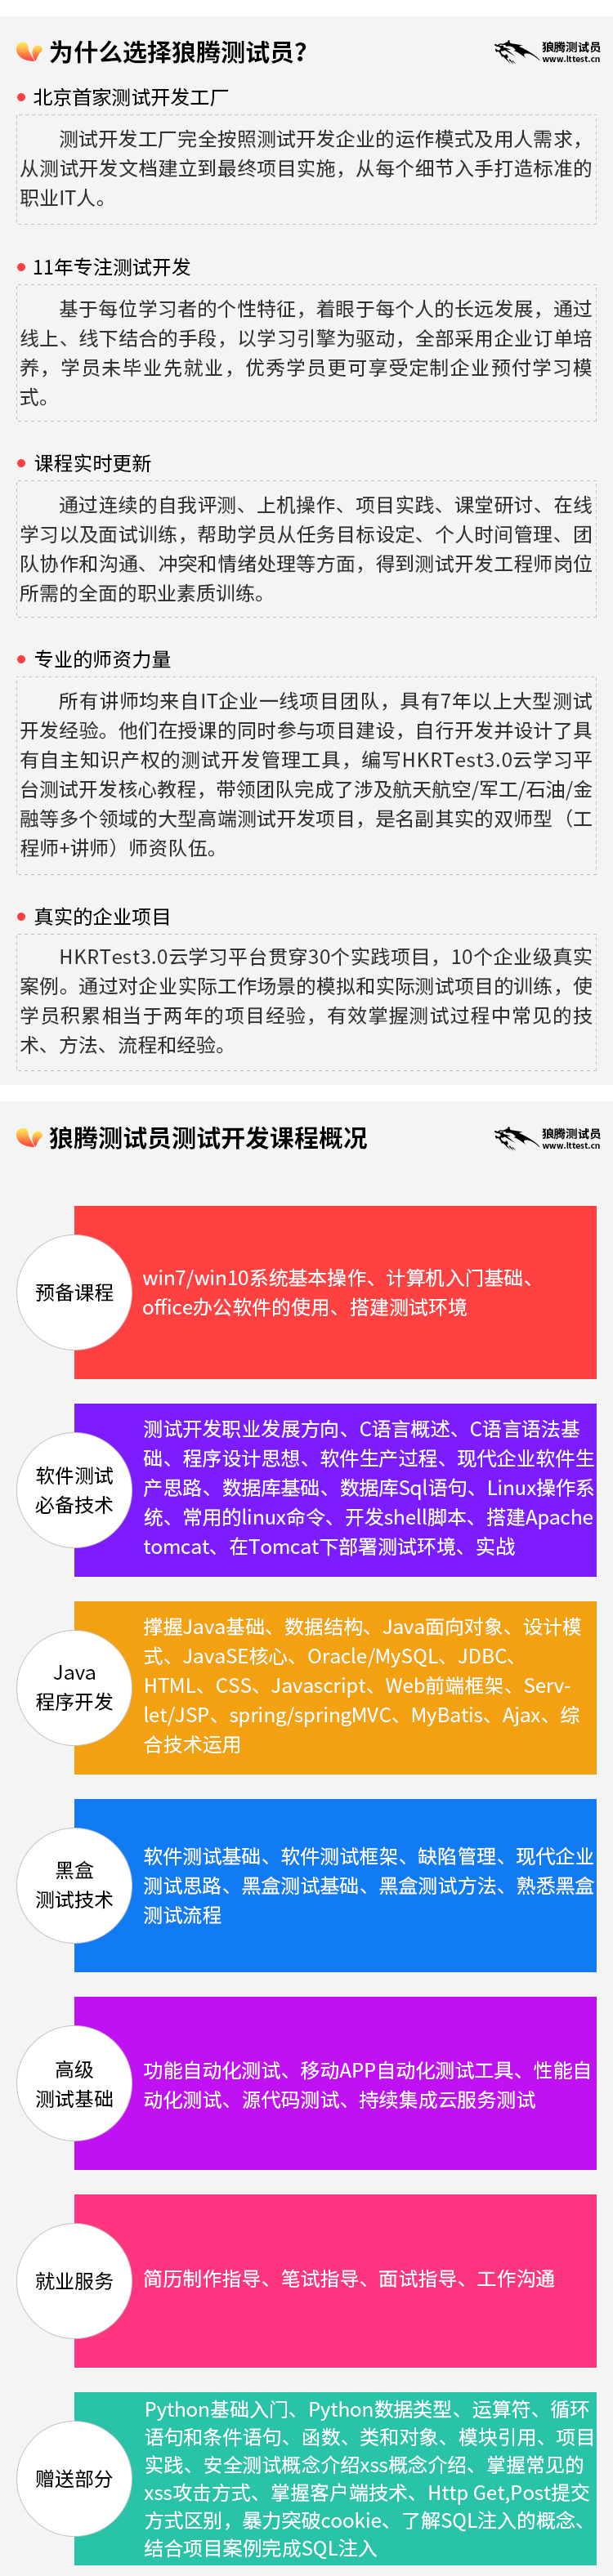 为什么选择狼腾测试员？
狼腾测试员
www.lttest.cn
北京首家测试开发工厂
测试开发工厂完全按照测试开发企业的运作模式及用人需求，
从测试开发文档建立到最终项目实施，从每个细节入手打造标准的
职业IT人。
11年专注测试开发
基于每位学习者的个性特征，着眼于每个人的长远发展，通过
线上、线下结合的手段，以学习引擎为驱动，全部采用企业订单培
养，学员未毕业先就业，优秀学员更可享受定制企业预付学习模
式。
课程实时更新
通过连续的自我评测、上机操作、项目实践、课堂研讨、在线
学习以及面试训练，帮助学员从任务目标设定、个人时间管理、团
队协作和沟通、冲突和情绪处理等方面，得到测试开发工程师岗位
所需的全面的职业素质训练。
专业的师资力量
所有讲师均来自IT企业一线项目团队，具有7年以上大型测试
开发经验。他们在授课的同时参与项目建设，自行开发并设计了具
有自主知识产权的测试开发管理工具，编写HKRTest3.0云学习平
台测试开发核心教程，带领团队完成了涉及航天航空/军工/石油/金
融等多个领域的大型高端测试开发项目，是名副其实的双师型（工
程师+讲师）师资队伍。
真实的企业项目
HKRTest3.0云学习平台贯穿30个实践项目，10个企业级真实
案例。通过对企业实际工作场景的模拟和实际测试项目的训练，使
学员积累相当于两年的项目经验，有效掌握测试过程中常见的技
术、方法、流程和经验。
狼腾测试员测试开发课程概况
狼腾测试员
www.lttest.cn
预备课程
win7/win10系统基本操作、计算机入门基础、
office办公软件的使用、搭建测试环境
软件测试
必备技术
测试开发职业发展方向、C语言概述、C语言语法基
础、程序设计思想、软件生产过程、现代企业软件生
产思路、数据库基础、数据库Sql语句、Linux操作系
统、常用的linux命令、开发shell脚本、搭建Apache
tomcat、在Tomcat下部署测试环境、实战
Java
程序开发
撑握Java基础、数据结构、Java面向对象、设计模
式、JavaSE核心、Oracle/MySQL、JDBC、
HTML、CSS、Javascript、Web前端框架、Serv-
let/JSP、spring/springMVC、MyBatis、Ajax、综
合技术运用
黑盒
测试技术
软件测试基础、软件测试框架、缺陷管理、现代企业
测试思路、黑盒测试基础、黑盒测试方法、熟悉黑盒
测试流程
高级
测试基础
功能自动化测试、移动APP自动化测试工具、性能自
动化测试、源代码测试、持续集成云服务测试
就业服务
简历制作指导、笔试指导、面试指导、工作沟通
赠送部分
Python基础入门、Python数据类型、运算符、循环
语句和条件语句、函数、类和对象、模块引用、项目
实践、安全测试概念介绍xss概念介绍、掌握常见的
xss攻击方式、掌握客户端技术、Http Get,Post提交
方式区别，暴力突破cookie、了解SQL注入的概念、
结合项目案例完成SQL注入